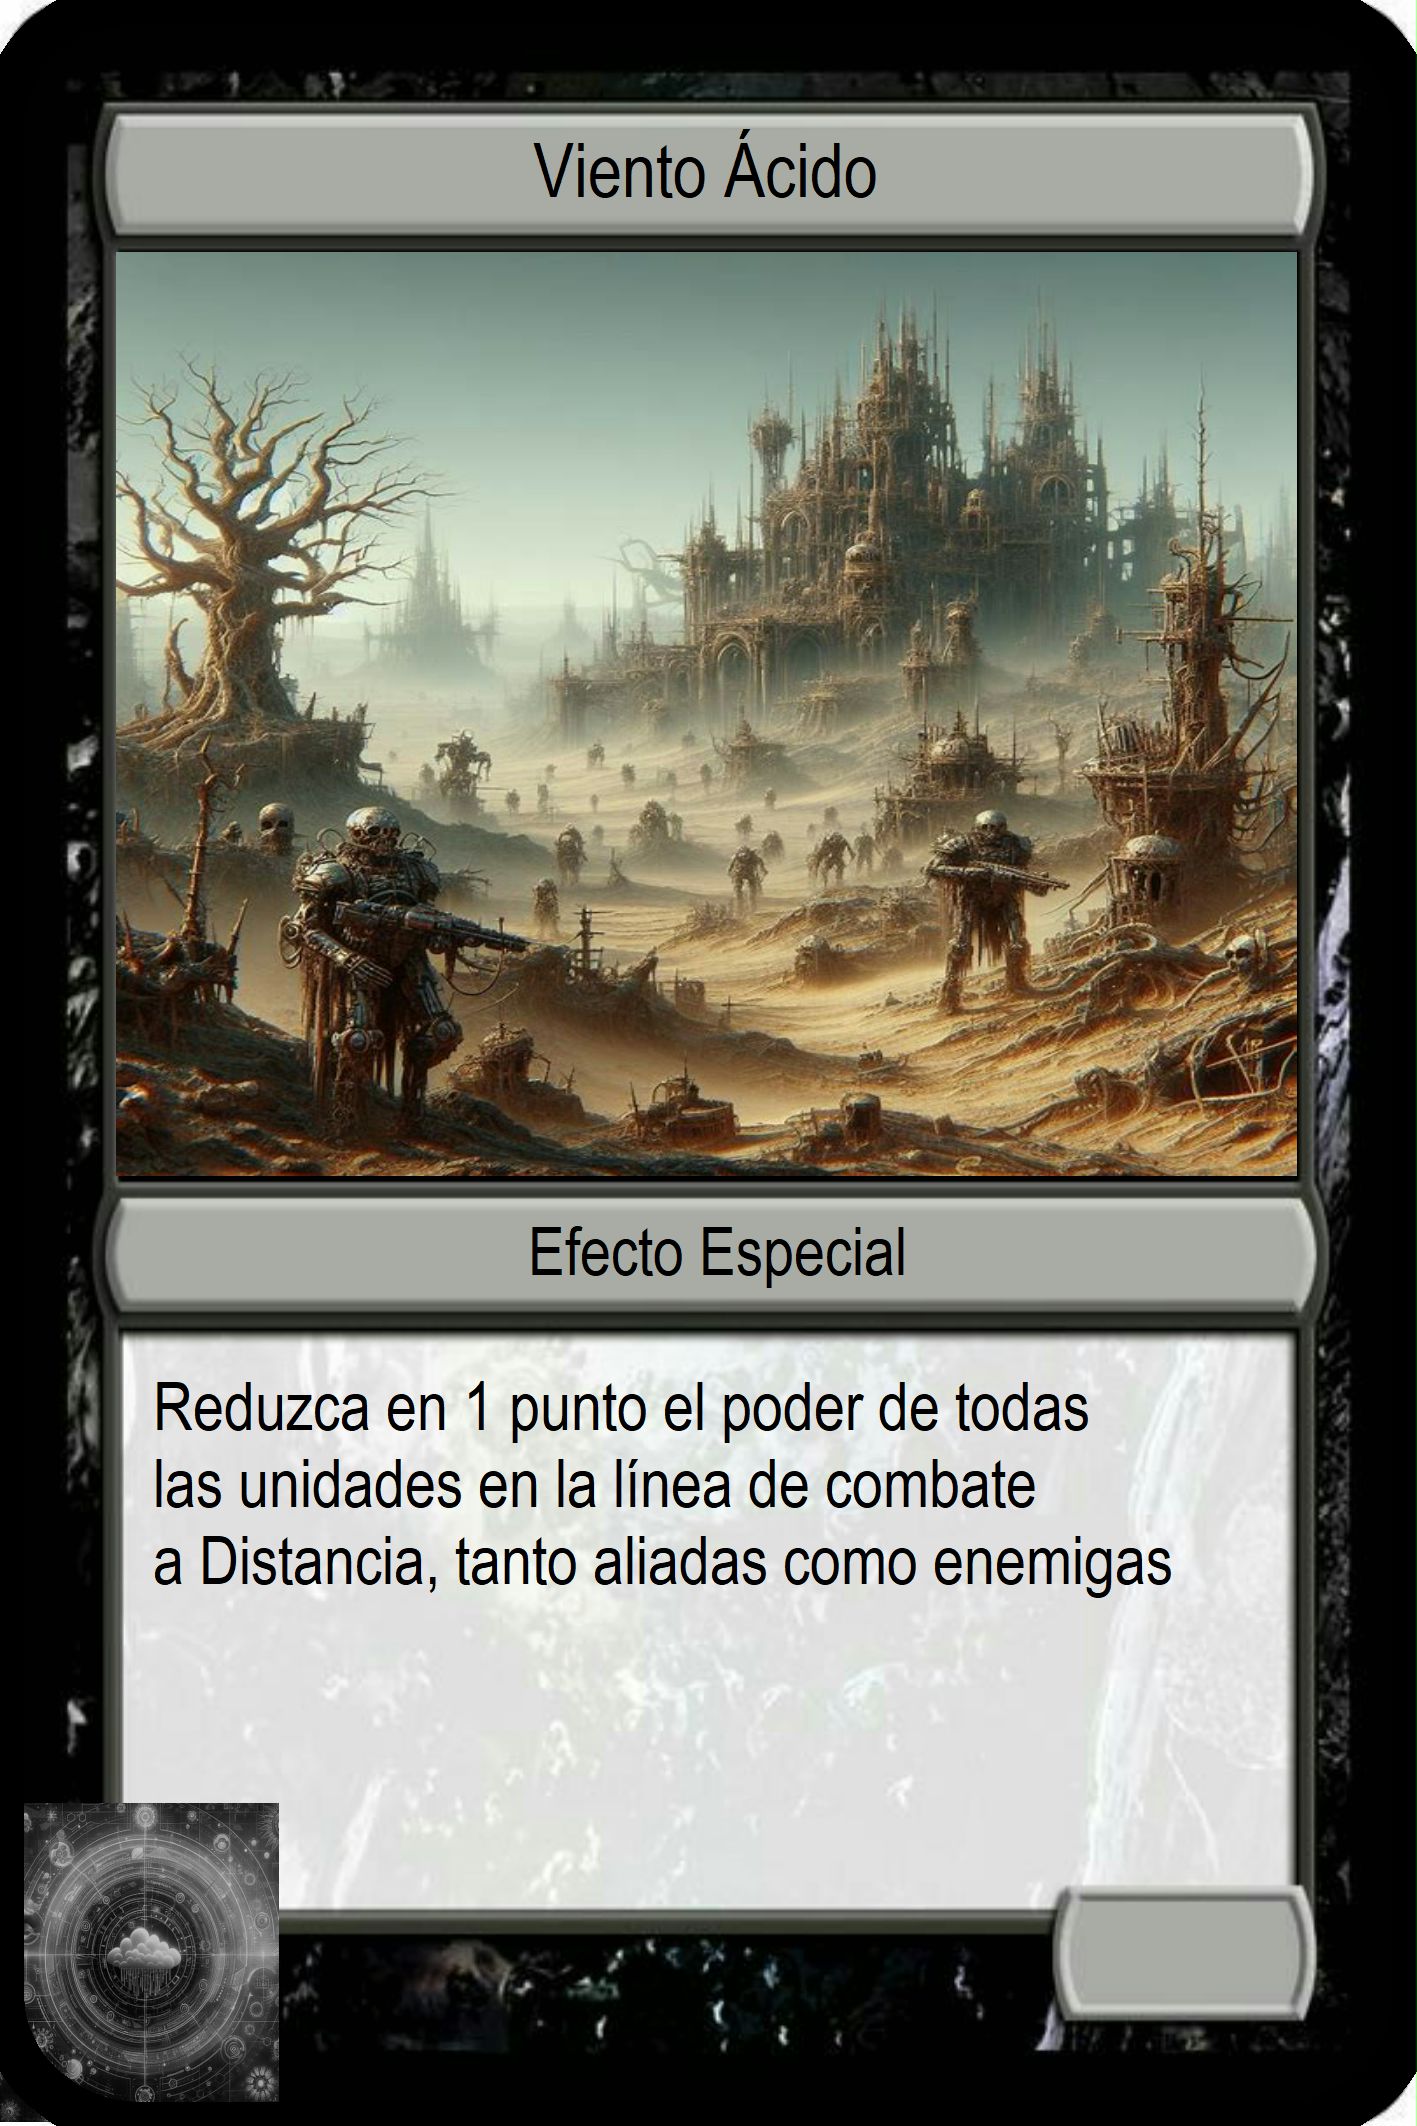 Viento Ácido
Efecto Especial
Reduzca en 1 punto el poder de todas
las unidades en la línea de combate
a Distancia, tanto aliadas como enemigas